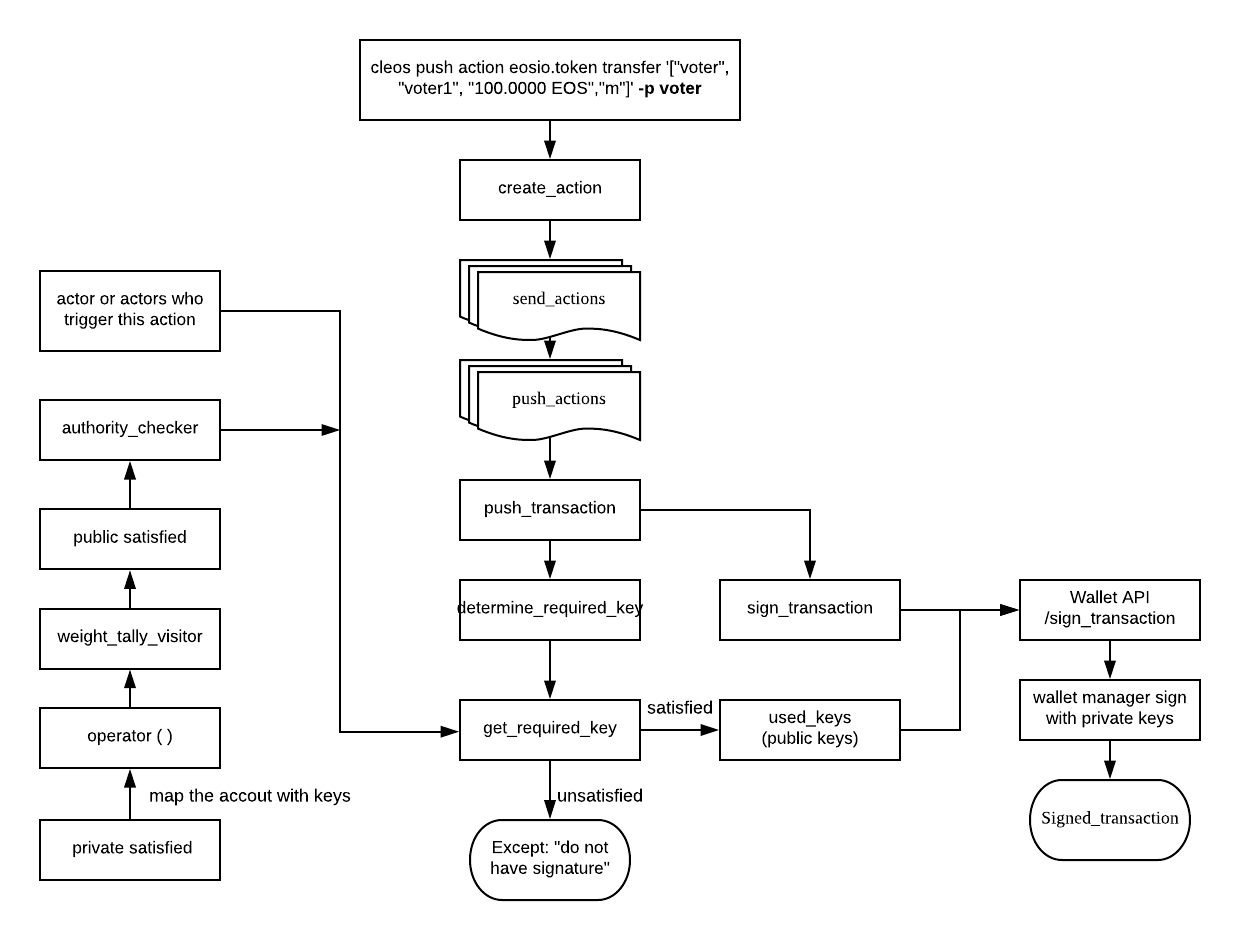 cleos push action eosio.token transfer '["voter",
"voter1", "100.0000 EOS","m"]' -p voter
create_action
send_actions
push_actions
push_transaction
determine_required_key
get_required_key
satisfied
unsatisfied
Except: "do not
have signature"
actor or actors who
trigger this action
authority_checker
public satisfied
weight_tally_visitor
operator ( )
map the accout with keys
private satisfied
sign_transaction
used_keys
(public keys)
Wallet API
/sign_transaction
wallet manager sign
with private keys
Signed_transaction